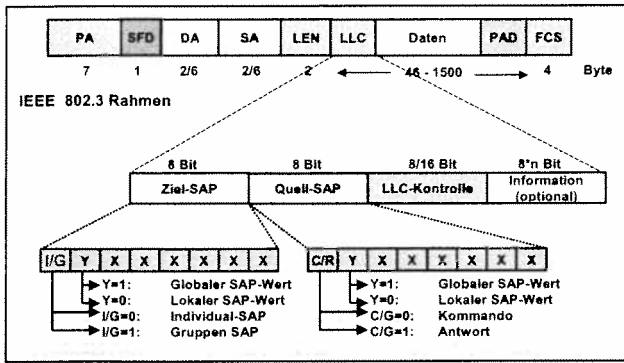 PA SFD DA SA LEN LLC Daten PAD FCS
7 1 2/6 2/6 2 46 - 1500 4 Byte
IEEE 802.3 Rahmen
8 Bit 8 Bit 8/16 Bit 8*n Bit
Ziel-SAP Quell-SAP LLC-Kontrolle Information
(optional)
I/G Y X X X X X X C/R Y X X X X X X
Y=1: Globaler SAP-Wert Y=1: Globaler SAP-Wert
Y=0: Lokaler SAP-Wert Y=0: Lokaler SAP-Wert
I/G=0: Individual-SAP C/G=0: Kommando
I/G=1: Gruppen SAP C/G=1: Antwort